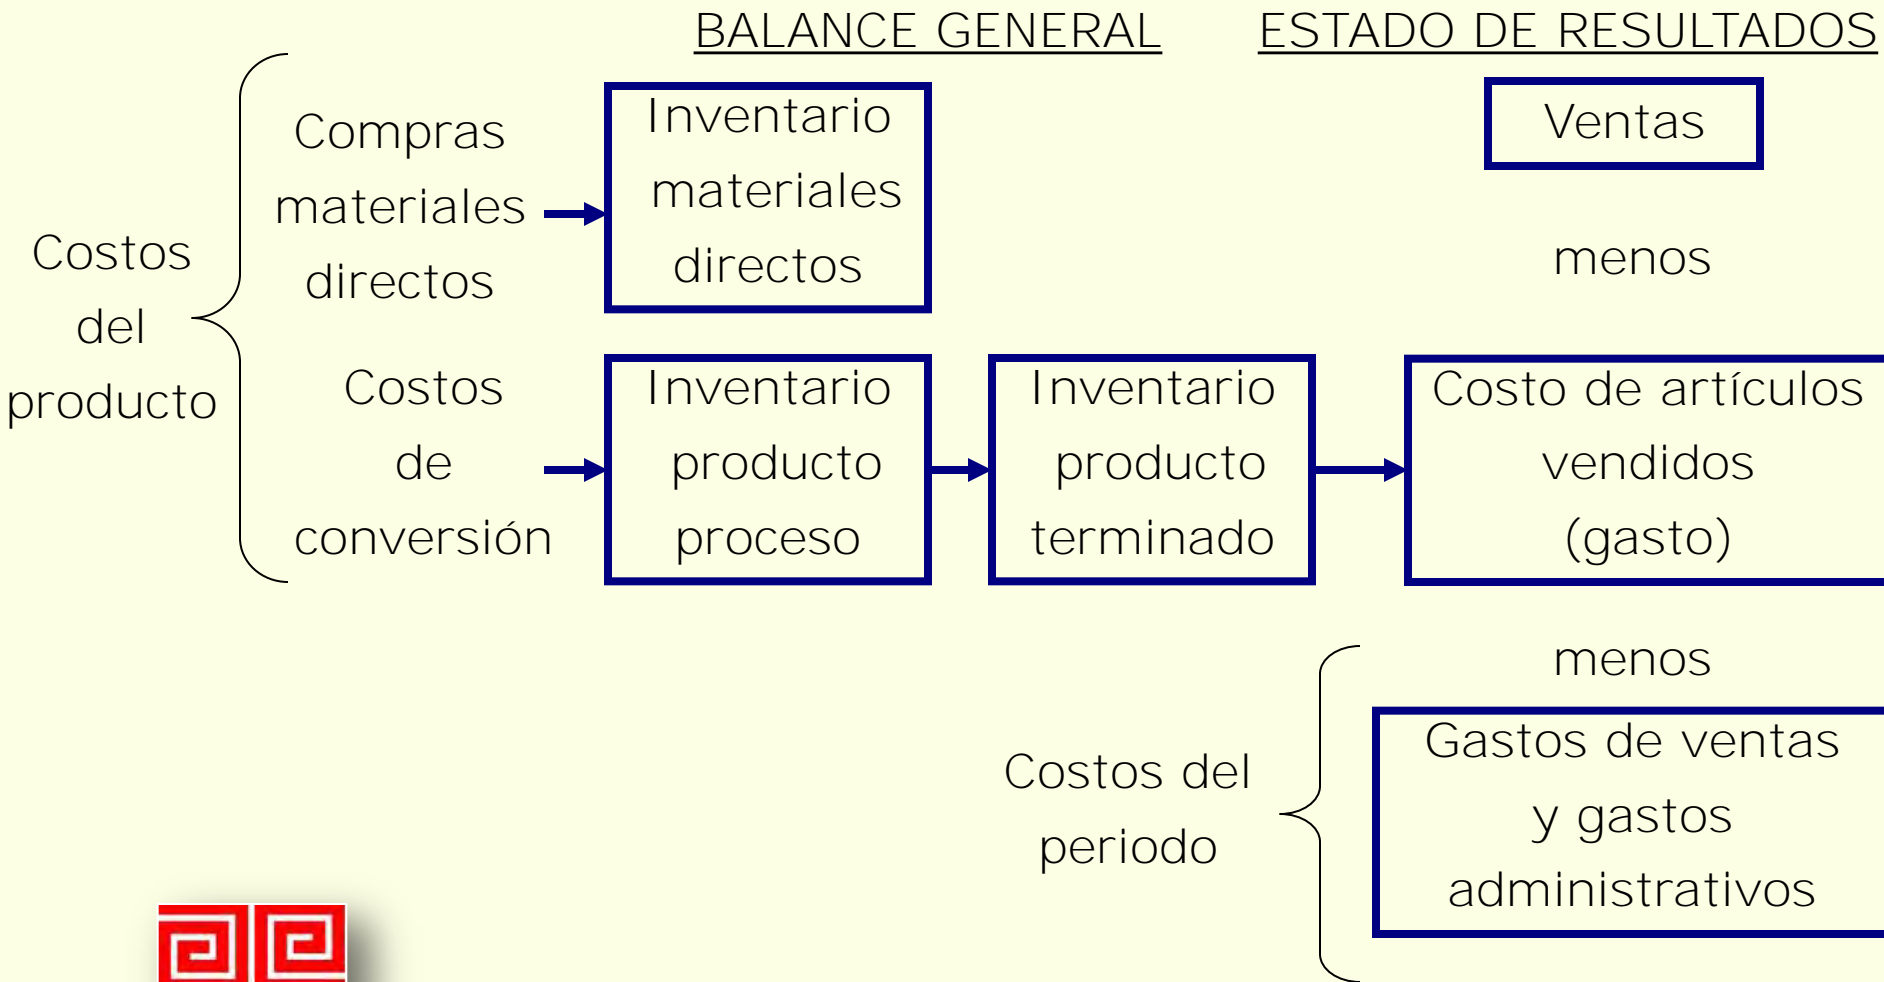 BALANCE GENERAL
ESTADO DE RESULTADOS
Costos
del
producto
Compras
materiales
directos
Inventario
materiales
directos
Ventas
menos
Costos
de
conversión
Inventario
producto
proceso
Inventario
producto
terminado
Costo de artículos
vendidos
(gasto)
menos
Costos del
periodo
Gastos de ventas
y gastos
administrativos